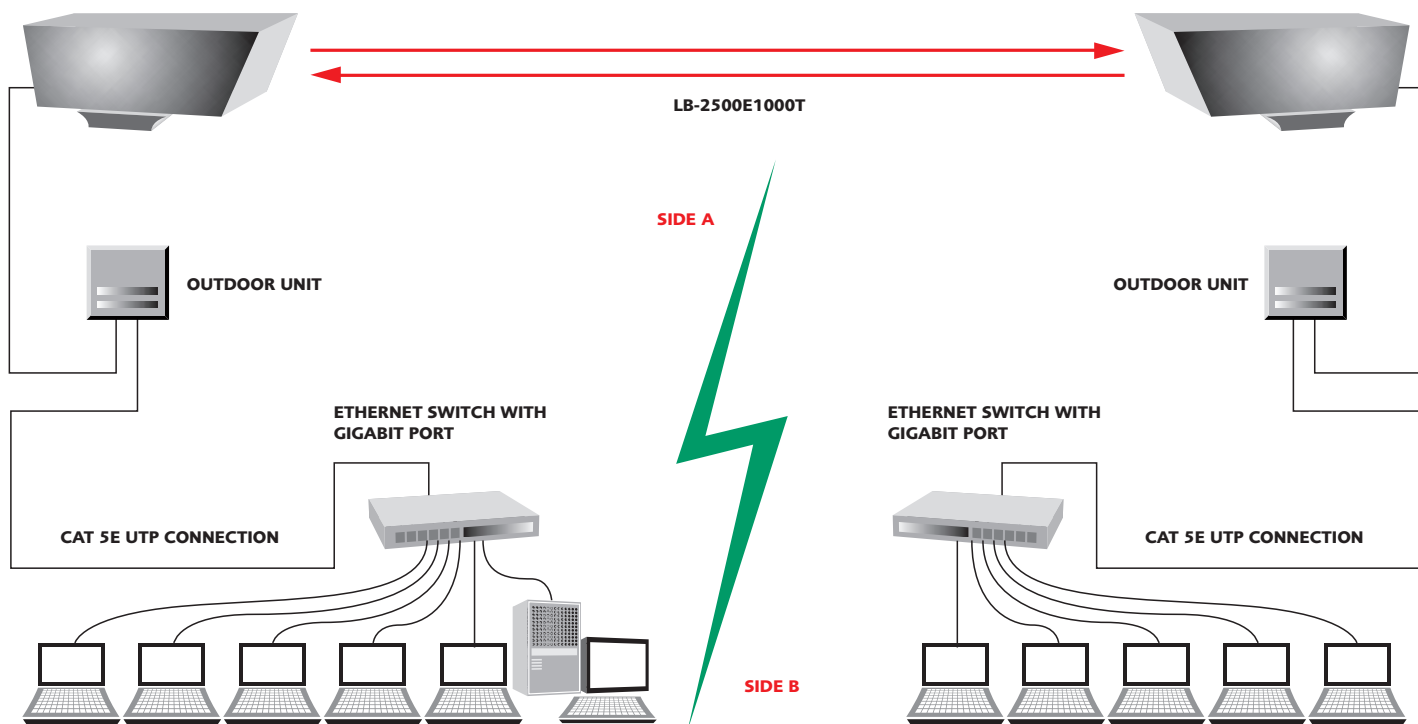 LB-2500E1000T
SIDE A
OUTDOOR UNIT
OUTDOOR UNIT
ETHERNET SWITCH WITH
GIGABIT PORT
ETHERNET SWITCH WITH
GIGABIT PORT
CAT 5E UTP CONNECTION
CAT 5E UTP CONNECTION
SIDE B